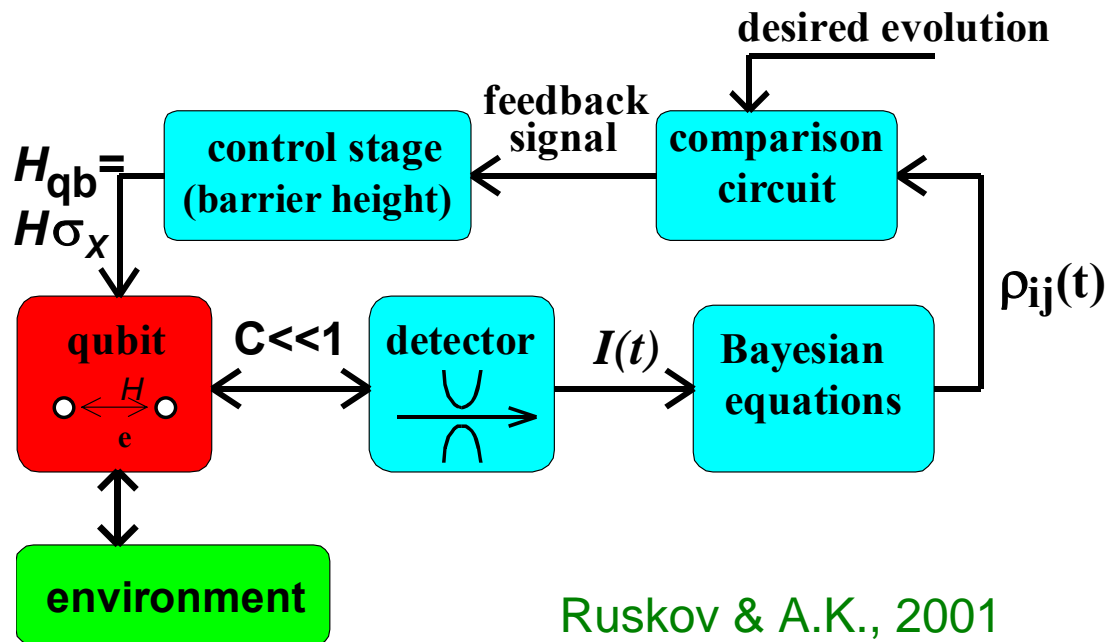 desired evolution
feedback
signal
control stage
(barrier height)
comparison
circuit
H_qb=
Hσ_X
qubit
H
e
C<<1
detector
I(t)
Bayesian
equations
ρ_ij(t)
environment
Ruskov & A.K., 2001